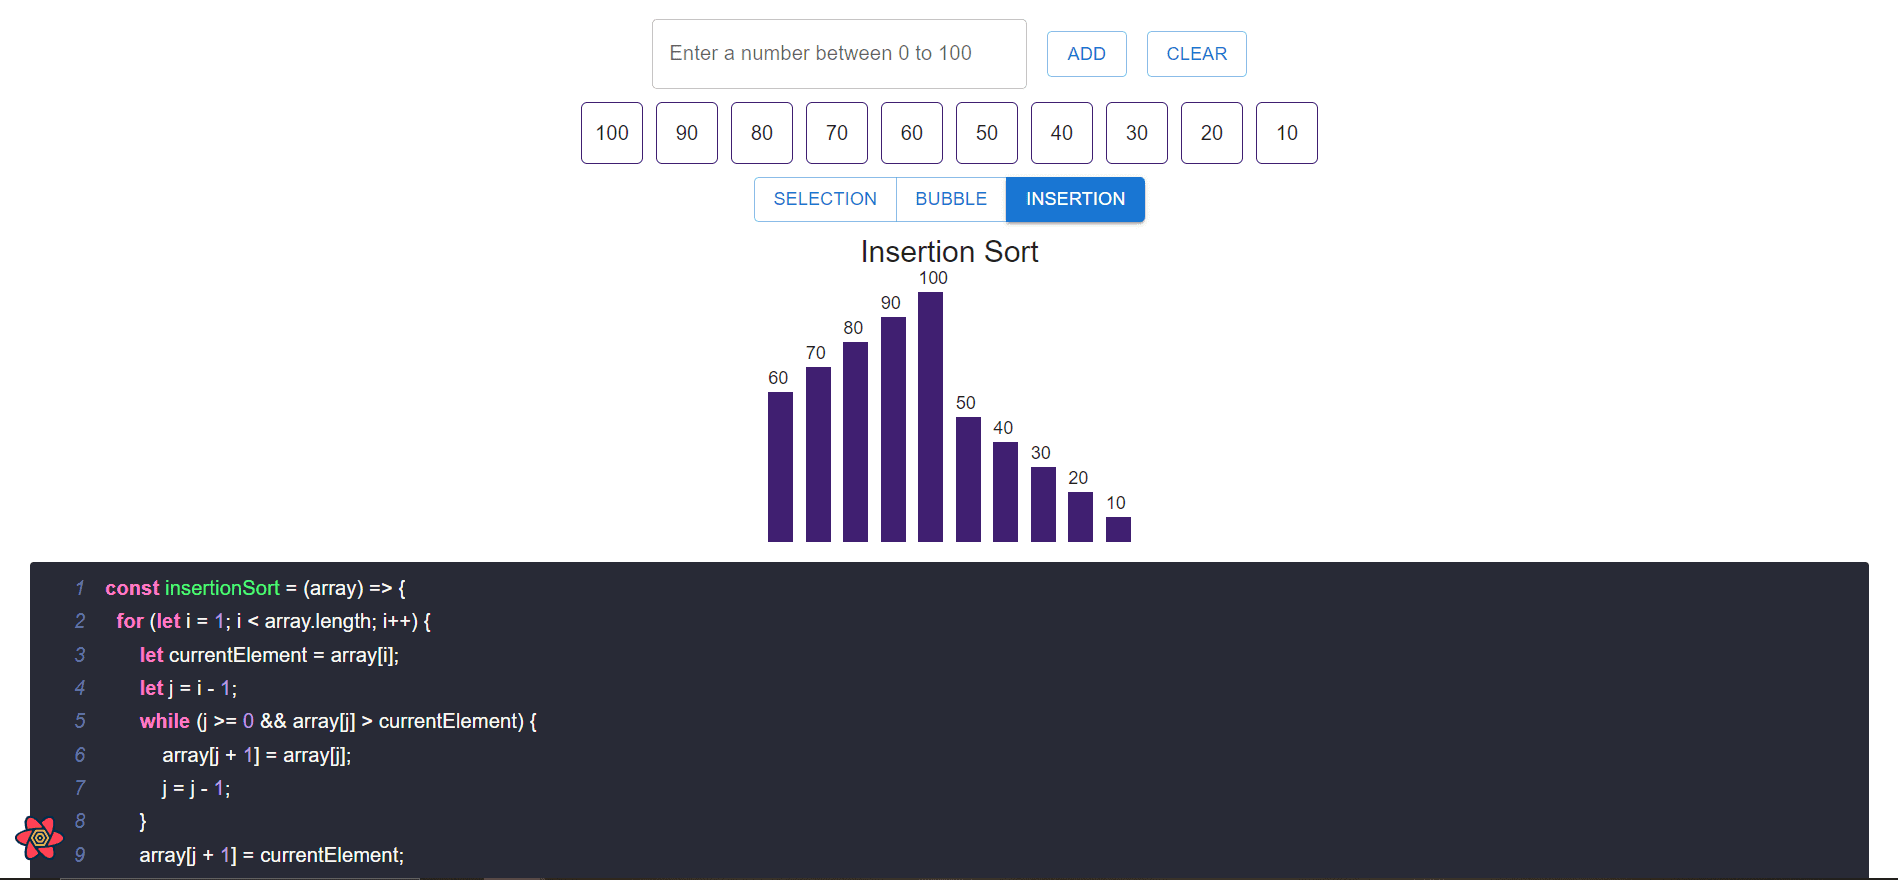 Enter a number between 0 to 100 ADD CLEAR
100 90 80 70 60 50 40 30 20 10
SELECTION BUBBLE INSERTION
Insertion Sort
60 70 80 90 100 50 40 30 20 10
1 const insertionSort = (array) => {
2 for (let i = 1; i < array.length; i++) {
3 let currentElement = array[i];
4 let j = i - 1;
5 while (j >= 0 && array[j] > currentElement) {
6 array[j + 1] = array[j];
7 j = j - 1;
8 }
9 array[j + 1] = currentElement;